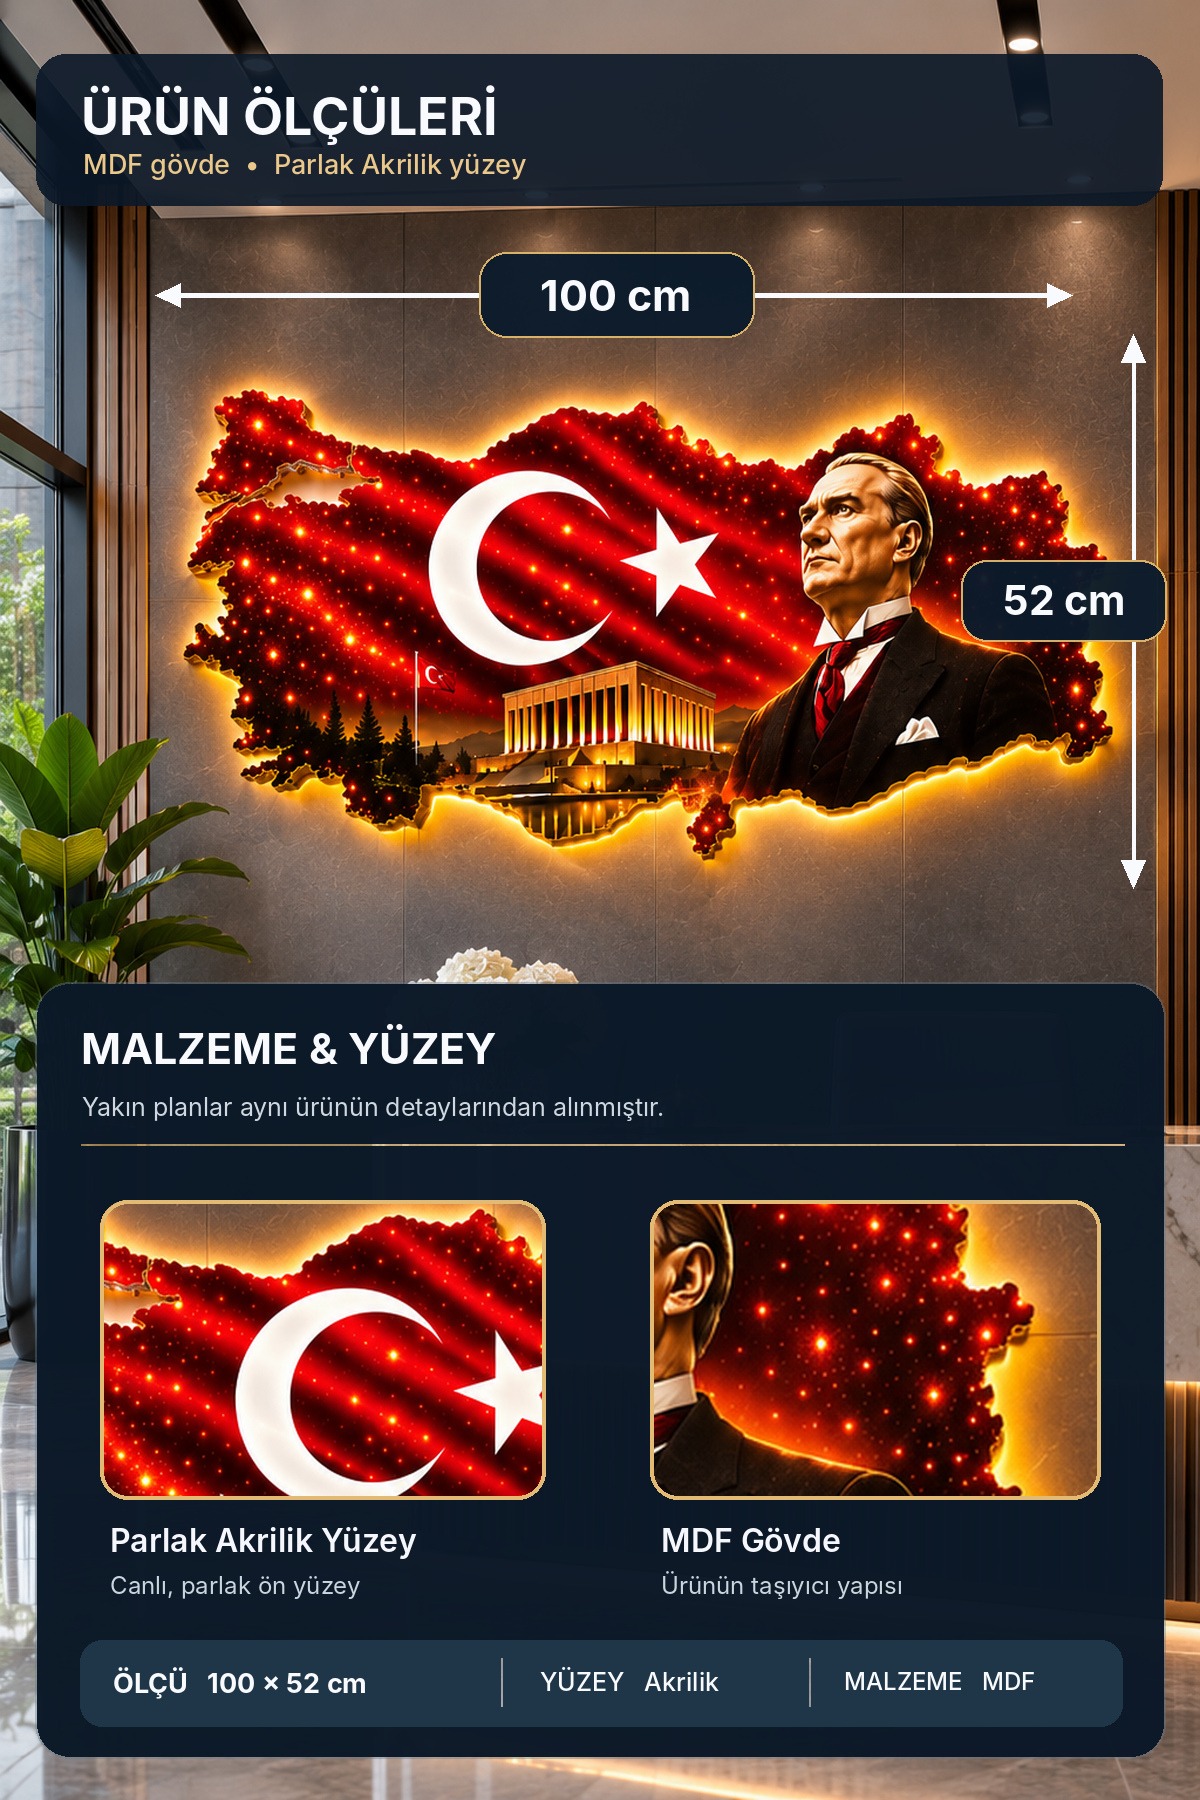 ÜRÜN ÖLÇÜLERİ
MDF gövde • Parlak Akrilik yüzey
100 cm
52 cm
MALZEME & YÜZEY
Yakın planlar aynı ürünün detaylarından alınmıştır.
Parlak Akrilik Yüzey
Canlı, parlak ön yüzey
MDF Gövde
Ürünün taşıyıcı yapısı
ÖLÇÜ 100 × 52 cm
YÜZEY Akrilik
MALZEME MDF